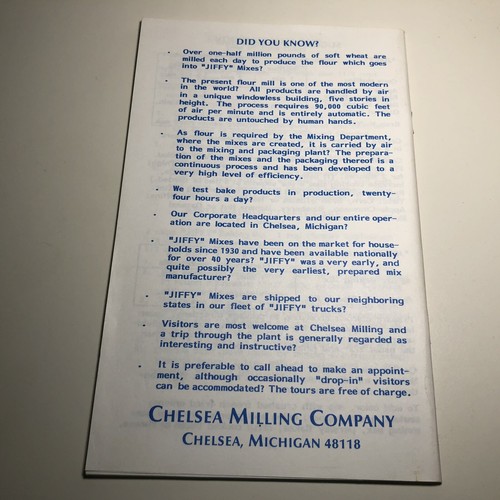 DID YOU KNOW?
· Over one-half million pounds of soft wheat are
milled each day to produce the flour which goes
into "JIFFY" Mixes?
· The present flour mill is one of the most modern
in the world? All products are handled by air
in a unique windowless building, five stories in
height. The process requires 90,000 cubic feet
of air per minute and is entirely automatic. The
products are untouched by human hands.
· As flour is required by the Mixing Department,
where the mixes are created, it is carried by air
to the mixing and packaging plant? The prepara-
tion of the mixes and the packaging thereof is a
continuous process and has been developed to a
very high level of efficiency.
· We test bake products in production, twenty-
four hours a day?
· Our Corporate Headquarters and our entire oper-
ation are located in Chelsea, Michigan?
· "JIFFY" Mixes have been on the market for house-
holds since 1930 and have been available nationally
for over 40 years? "JIFFY" was a very early, and
quite possibly the very earliest, prepared mix
manufacturer?
· "JIFFY" Mixes are shipped to our neighboring
states in our fleet of "JIFFY" trucks?
· Visitors are most welcome at Chelsea Milling and
a trip through the plant is generally regarded as
interesting and instructive?
· It is preferable to call ahead to make an appoint-
ment, although occasionally "drop-in" visitors
can be accommodated? The tours are free of charge.
CHELSEA MILLING COMPANY
CHELSEA, MICHIGAN 48118